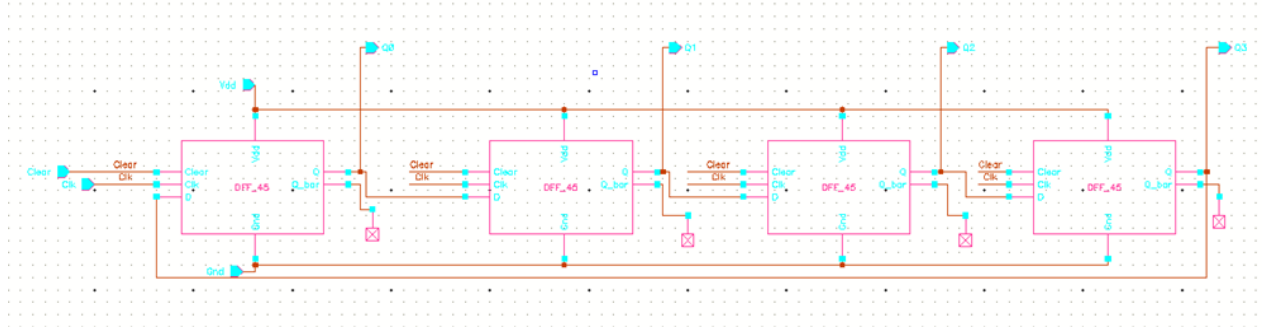 Q0 Q1 Q2 Q3
Vdd
Vdd Vdd Vdd Vdd
Clear Clear Clear Q Clear Clear Q Clear Clear Q Clear Clear Q
Clk Clk Clk Q_bar Clk Clk Q_bar Clk Clk Q_bar Clk Clk Q_bar
DFF_45 DFF_45 DFF_45 DFF_45
D D D D
Gnd Gnd Gnd Gnd
Gnd